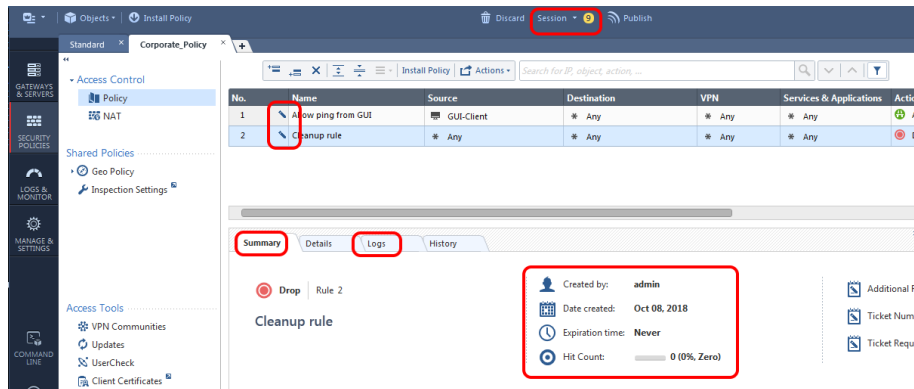 Objects
Install Policy
Discard
Session
9
Publish
Standard
Corporate_Policy
GATEWAYS
& SERVERS
SECURITY
POLICIES
LOGS &
MONITOR
MANAGE &
SETTINGS
COMMAND
LINE
Access Control
Policy
NAT
Shared Policies
Geo Policy
Inspection Settings
Access Tools
VPN Communities
Updates
UserCheck
Client Certificates
Install Policy
Actions
Search for IP, object, action, ...
No. Name Source Destination VPN Services & Applications
1 Allow ping from GUI GUI-Client Any Any Any
2 Cleanup rule Any Any Any Any
Summary
Details
Logs
History
Drop Rule 2
Cleanup rule
Created by: admin
Date created: Oct 08, 2018
Expiration time: Never
Hit Count: 0 (0%, Zero)
Additional
Ticket Num
Ticket Requ